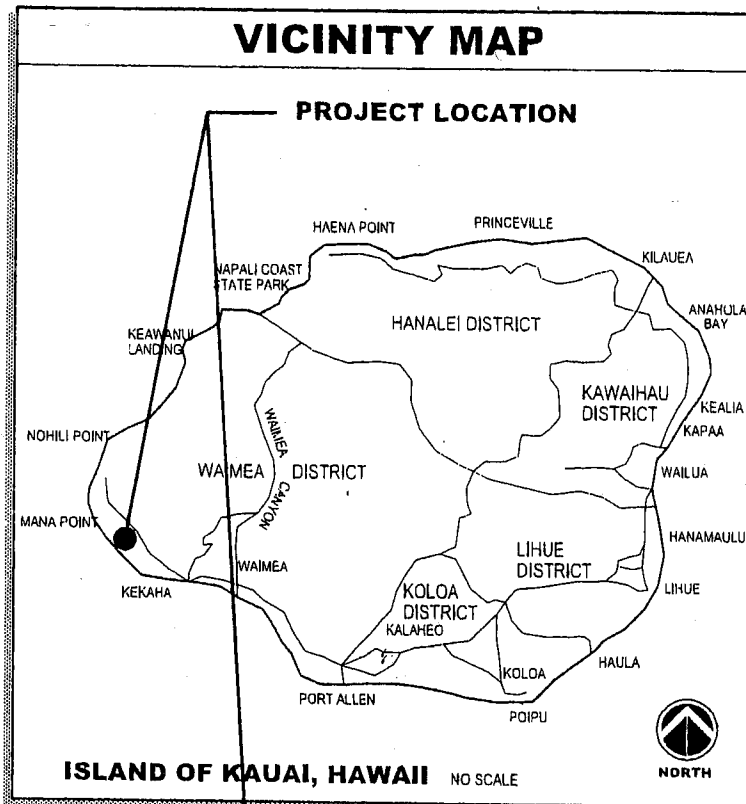 VICINITY MAP
PROJECT LOCATION
HAENA POINT
PRINCEVILLE
KILAUEA
NAPALI COAST
STATE PARK
ANAHOLA
BAY
HANALEI DISTRICT
KEAWANUI
LANDING
KAWAIHAU
DISTRICT
KEALIA
KAPAA
NOHILI POINT
WAIMEA DISTRICT
WAIMEA
CANYON
WAILUA
MANA POINT
HANAMAULU
LIHUE
DISTRICT
WAIMEA
KEKAHA
LIHUE
KOLOA
DISTRICT
KALAHEO
HAULA
KOLOA
PORT ALLEN
POIPU
ISLAND OF KAUAI, HAWAII NO SCALE
NORTH